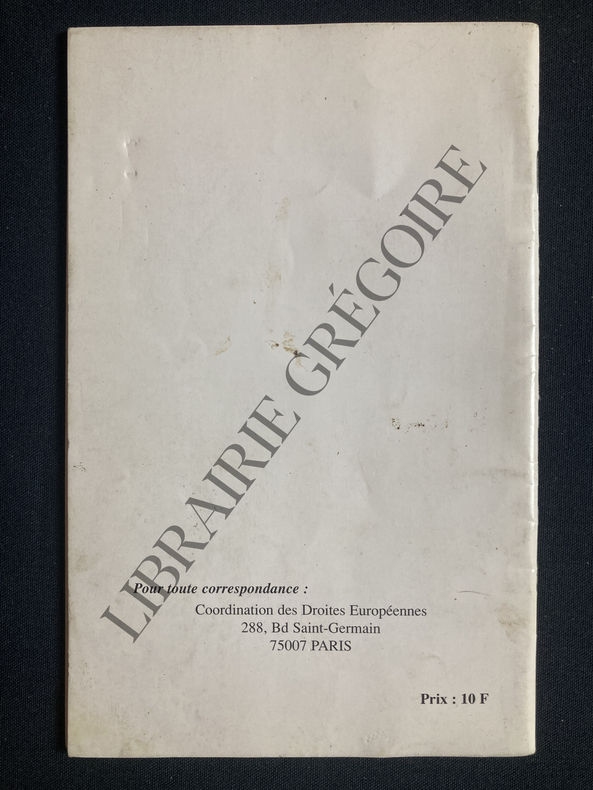 LIBRAIRIE GRÉGOIRE
Pour toute correspondance :
Coordination des Droites Européennes
288, Bd Saint-Germain
75007 PARIS
Prix : 10 F